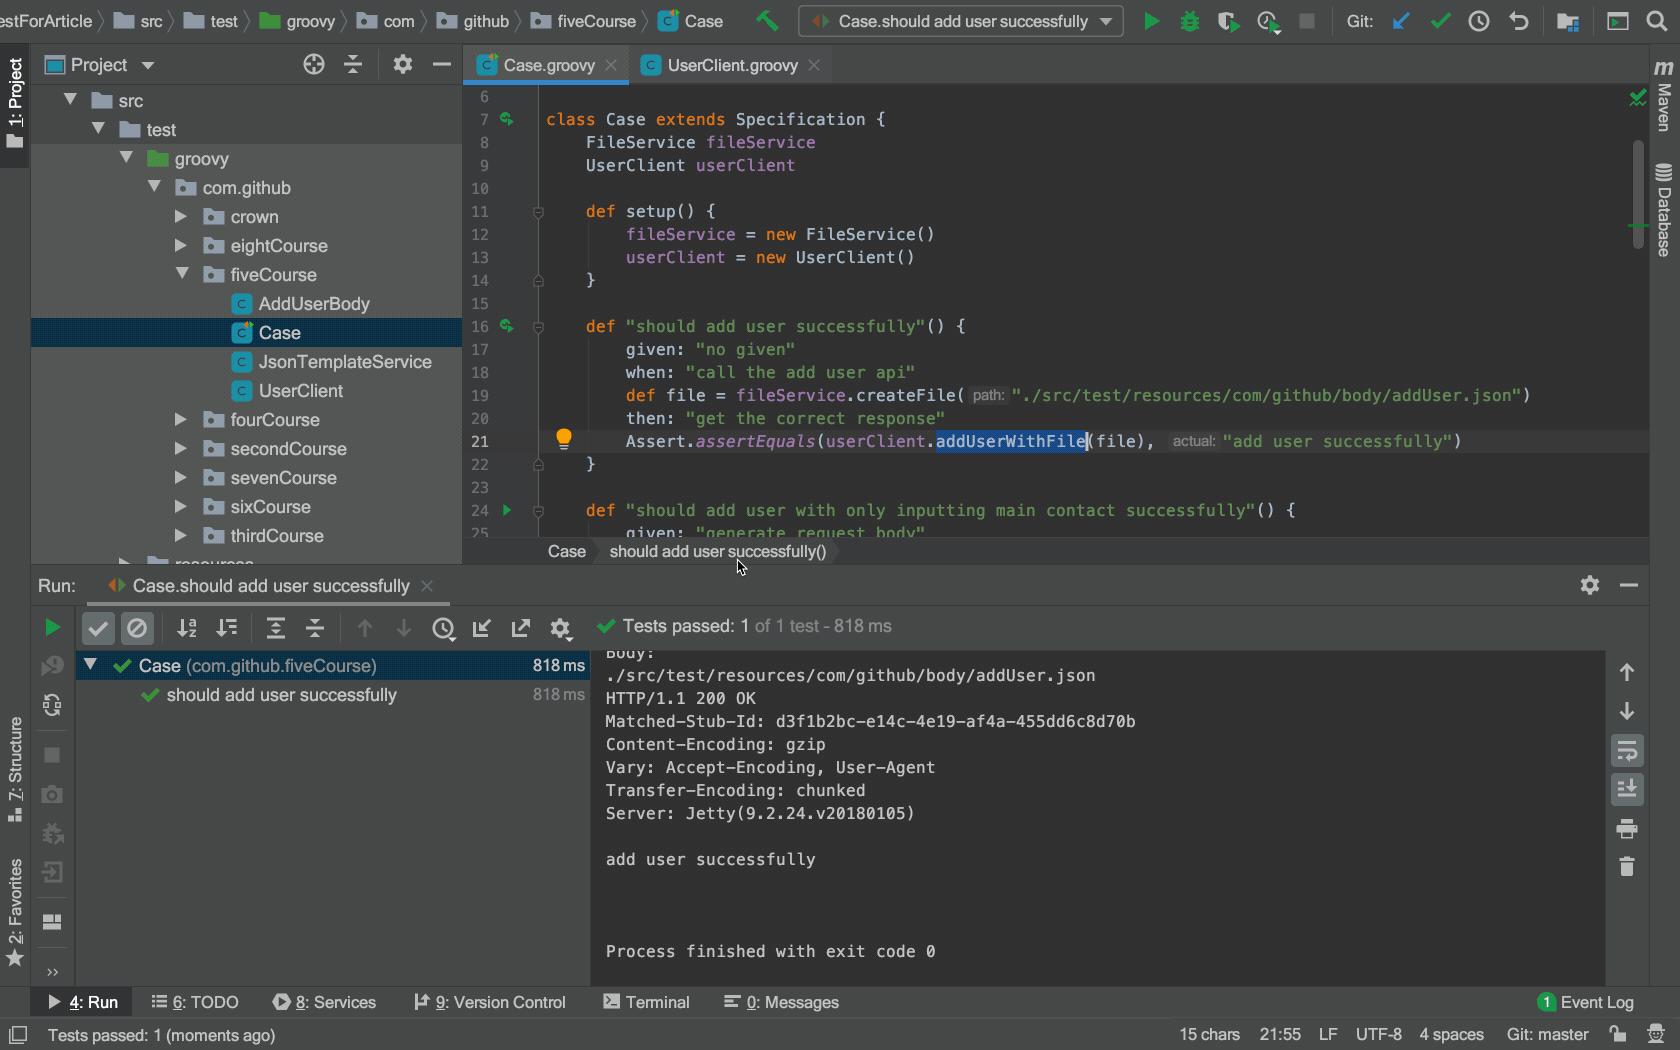 estForArticle src test groovy com github fiveCourse Case Case.should add user successfully Git:
Project
Case.groovy
UserClient.groovy
1: Project
src
test
groovy
com.github
crown
eightCourse
fiveCourse
AddUserBody
Case
JsonTemplateService
UserClient
fourCourse
secondCourse
sevenCourse
sixCourse
thirdCourse
resources
6
7 class Case extends Specification {
8 FileService fileService
9 UserClient userClient
10
11 def setup() {
12 fileService = new FileService()
13 userClient = new UserClient()
14 }
15
16 def "should add user successfully"() {
17 given: "no given"
18 when: "call the add user api"
19 def file = fileService.createFile( path: "./src/test/resources/com/github/body/addUser.json")
20 then: "get the correct response"
21 Assert.assertEquals(userClient.addUserWithFile(file), actual: "add user successfully")
22 }
23
24 def "should add user with only inputting main contact successfully"() {
25 given: "generate request body"
Case should add user successfully()
Maven
Database
Run: Case.should add user successfully
Tests passed: 1 of 1 test - 818 ms
Case (com.github.fiveCourse) 818 ms
should add user successfully 818 ms
Body:
./src/test/resources/com/github/body/addUser.json
HTTP/1.1 200 OK
Matched-Stub-Id: d3f1b2bc-e14c-4e19-af4a-455dd6c8d70b
Content-Encoding: gzip
Vary: Accept-Encoding, User-Agent
Transfer-Encoding: chunked
Server: Jetty(9.2.24.v20180105)
add user successfully
Process finished with exit code 0
7: Structure
2: Favorites
4: Run 6: TODO 8: Services 9: Version Control Terminal 0: Messages 1 Event Log
Tests passed: 1 (moments ago) 15 chars 21:55 LF UTF-8 4 spaces Git: master